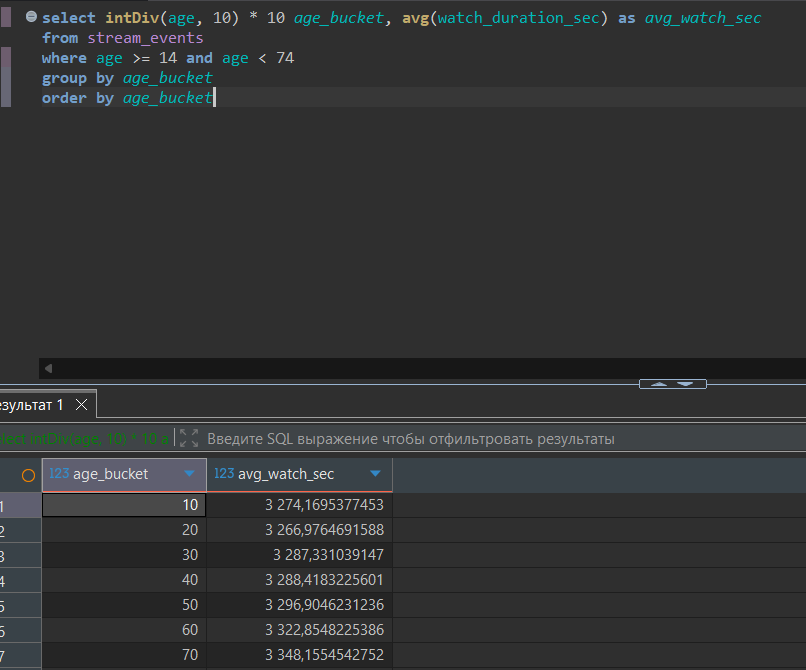 select intDiv(age, 10) * 10 age_bucket, avg(watch_duration_sec) as avg_watch_sec
from stream_events
where age >= 14 and age < 74
group by age_bucket
order by age_bucket
езультат 1
elect intDiv(age, 10) * 10 a
Введите SQL выражение чтобы отфильтровать результаты
123 age_bucket 123 avg_watch_sec
1 10 3 274,1695377453
2 20 3 266,9764691588
3 30 3 287,331039147
4 40 3 288,4183225601
5 50 3 296,9046231236
6 60 3 322,8548225386
7 70 3 348,1554542752